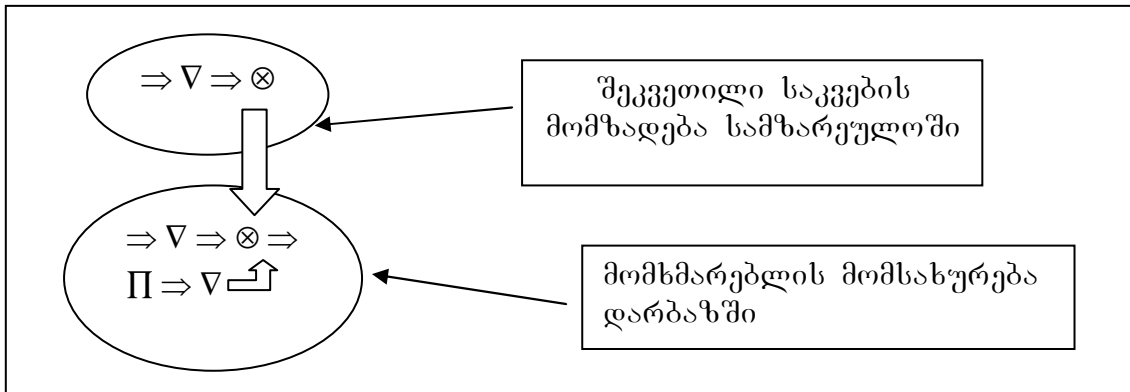 ⇒ ∇ ⇒ ⊗
შეკვეთილი საკვების
მომზადება სამზარეულოში
⇒ ∇ ⇒ ⊗ ⇒
Π ⇒ ∇
მომხმარებლის მომსახურება
დარბაზში